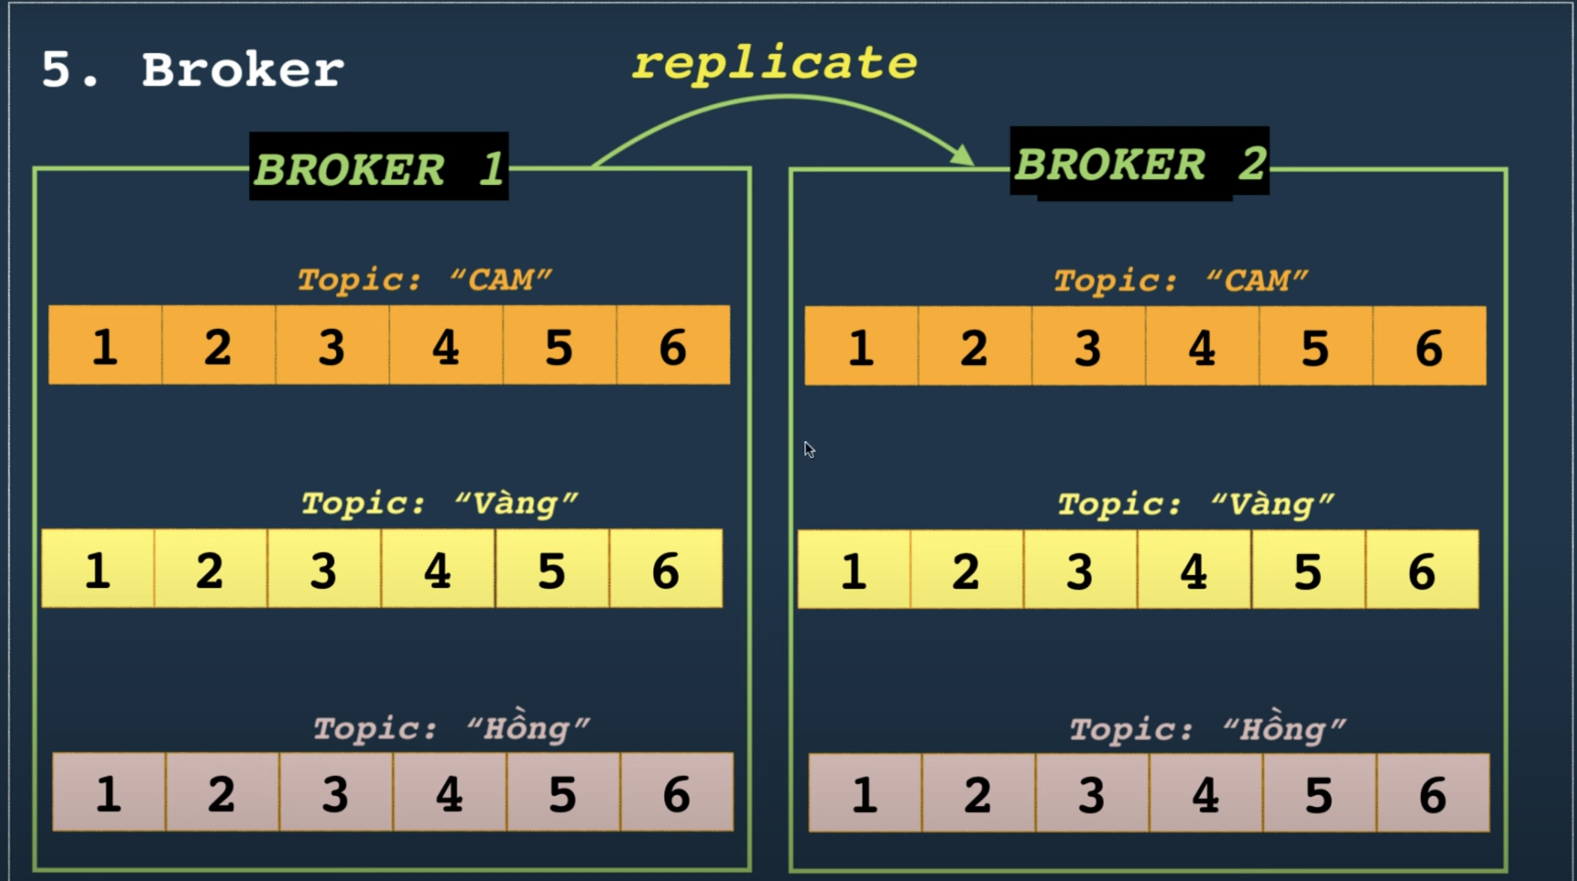 5. Broker
replicate
BROKER 1
Topic: “CAM”
1 2 3 4 5 6
Topic: “Vàng”
1 2 3 4 5 6
Topic: “Hồng”
1 2 3 4 5 6
BROKER 2
Topic: “CAM”
1 2 3 4 5 6
Topic: “Vàng”
1 2 3 4 5 6
Topic: “Hồng”
1 2 3 4 5 6